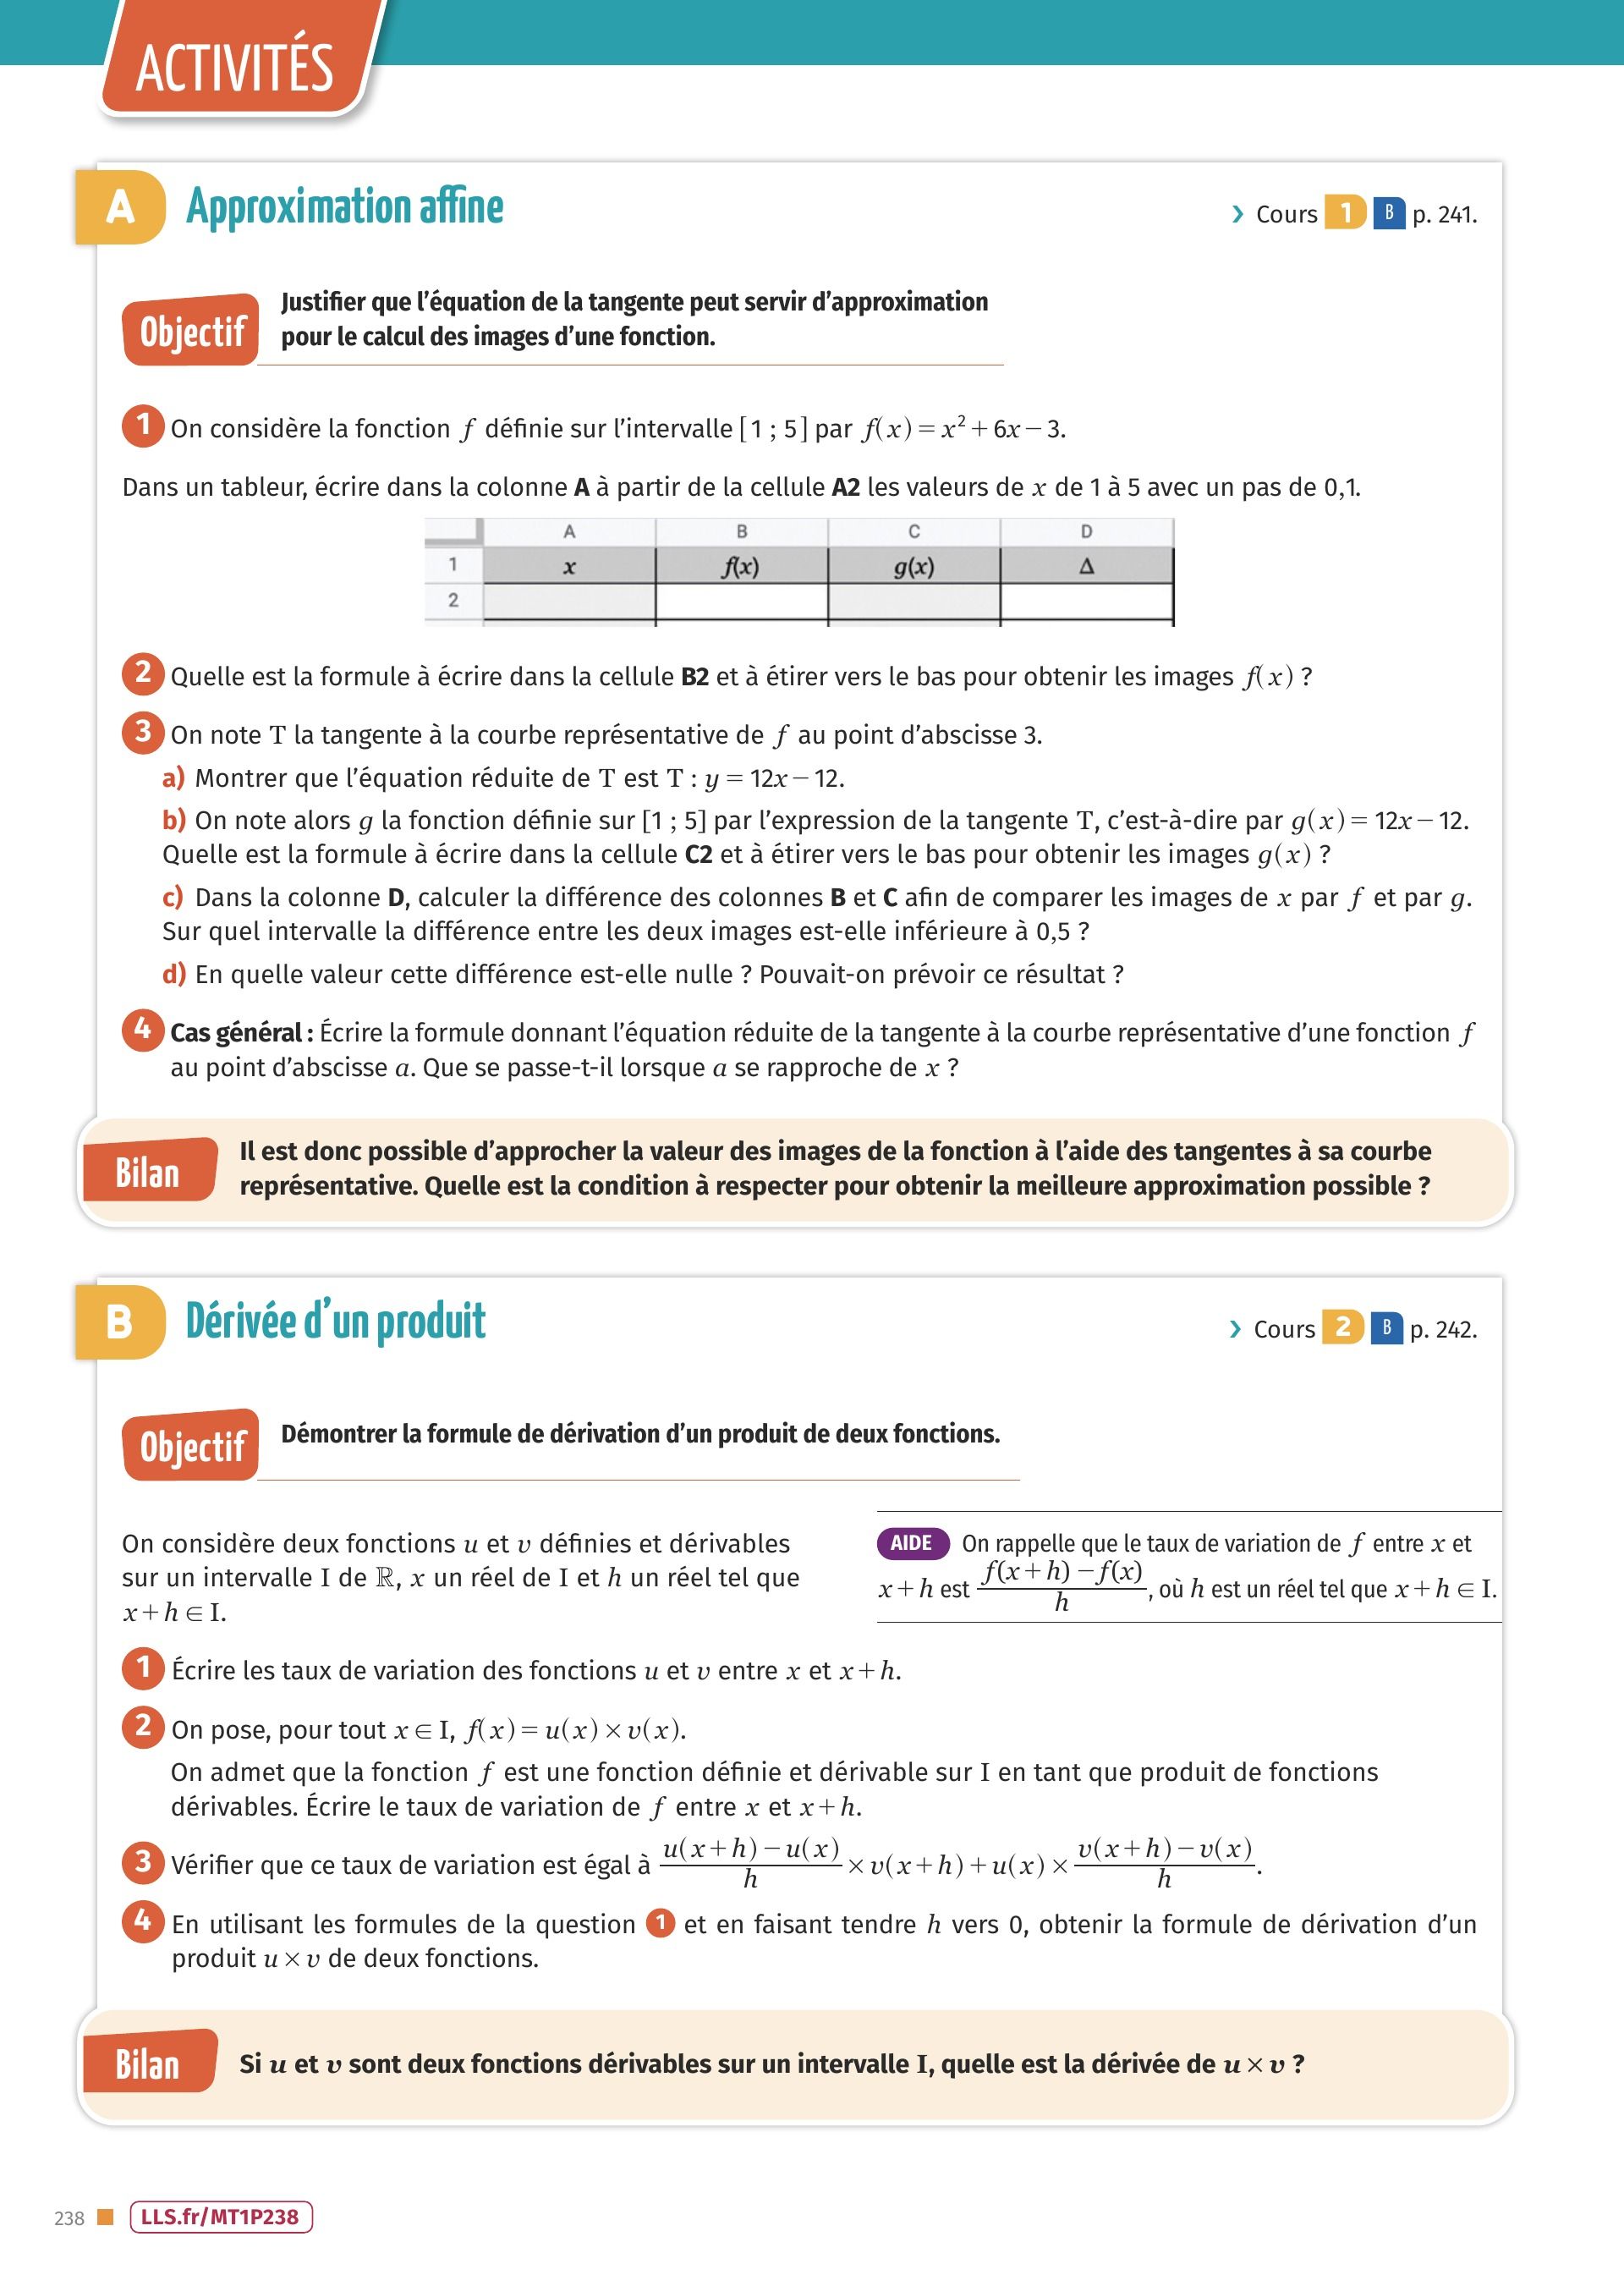 ACTIVITÉS
A Approximation affine
› Cours 1 B p. 241.
Objectif
Justifier que l’équation de la tangente peut servir d’approximation
pour le calcul des images d’une fonction.
1 On considère la fonction f définie sur l’intervalle [1 ; 5] par f(x) = x² + 6x − 3.
Dans un tableur, écrire dans la colonne A à partir de la cellule A2 les valeurs de x de 1 à 5 avec un pas de 0,1.
A B C D
1 x f(x) g(x) Δ
2
2 Quelle est la formule à écrire dans la cellule B2 et à étirer vers le bas pour obtenir les images f(x) ?
3 On note T la tangente à la courbe représentative de f au point d’abscisse 3.
a) Montrer que l’équation réduite de T est T : y = 12x − 12.
b) On note alors g la fonction définie sur [1 ; 5] par l’expression de la tangente T, c’est-à-dire par g(x) = 12x − 12.
Quelle est la formule à écrire dans la cellule C2 et à étirer vers le bas pour obtenir les images g(x) ?
c) Dans la colonne D, calculer la différence des colonnes B et C afin de comparer les images de x par f et par g.
Sur quel intervalle la différence entre les deux images est-elle inférieure à 0,5 ?
d) En quelle valeur cette différence est-elle nulle ? Pouvait-on prévoir ce résultat ?
4 Cas général : Écrire la formule donnant l’équation réduite de la tangente à la courbe représentative d’une fonction f
au point d’abscisse a. Que se passe-t-il lorsque a se rapproche de x ?
Bilan
Il est donc possible d’approcher la valeur des images de la fonction à l’aide des tangentes à sa courbe
représentative. Quelle est la condition à respecter pour obtenir la meilleure approximation possible ?
B Dérivée d’un produit
› Cours 2 B p. 242.
Objectif
Démontrer la formule de dérivation d’un produit de deux fonctions.
On considère deux fonctions u et v définies et dérivables
sur un intervalle I de ℝ, x un réel de I et h un réel tel que
x + h ∈ I.
AIDE On rappelle que le taux de variation de f entre x et
x + h est (f(x + h) − f(x))/h, où h est un réel tel que x + h ∈ I.
1 Écrire les taux de variation des fonctions u et v entre x et x + h.
2 On pose, pour tout x ∈ I, f(x) = u(x) × v(x).
On admet que la fonction f est une fonction définie et dérivable sur I en tant que produit de fonctions
dérivables. Écrire le taux de variation de f entre x et x + h.
3 Vérifier que ce taux de variation est égal à (u(x + h) − u(x))/h × v(x + h) + u(x) × (v(x + h) − v(x))/h.
4 En utilisant les formules de la question 1 et en faisant tendre h vers 0, obtenir la formule de dérivation d’un
produit u × v de deux fonctions.
Bilan
Si u et v sont deux fonctions dérivables sur un intervalle I, quelle est la dérivée de u × v ?
238
LLS.fr/MT1P238